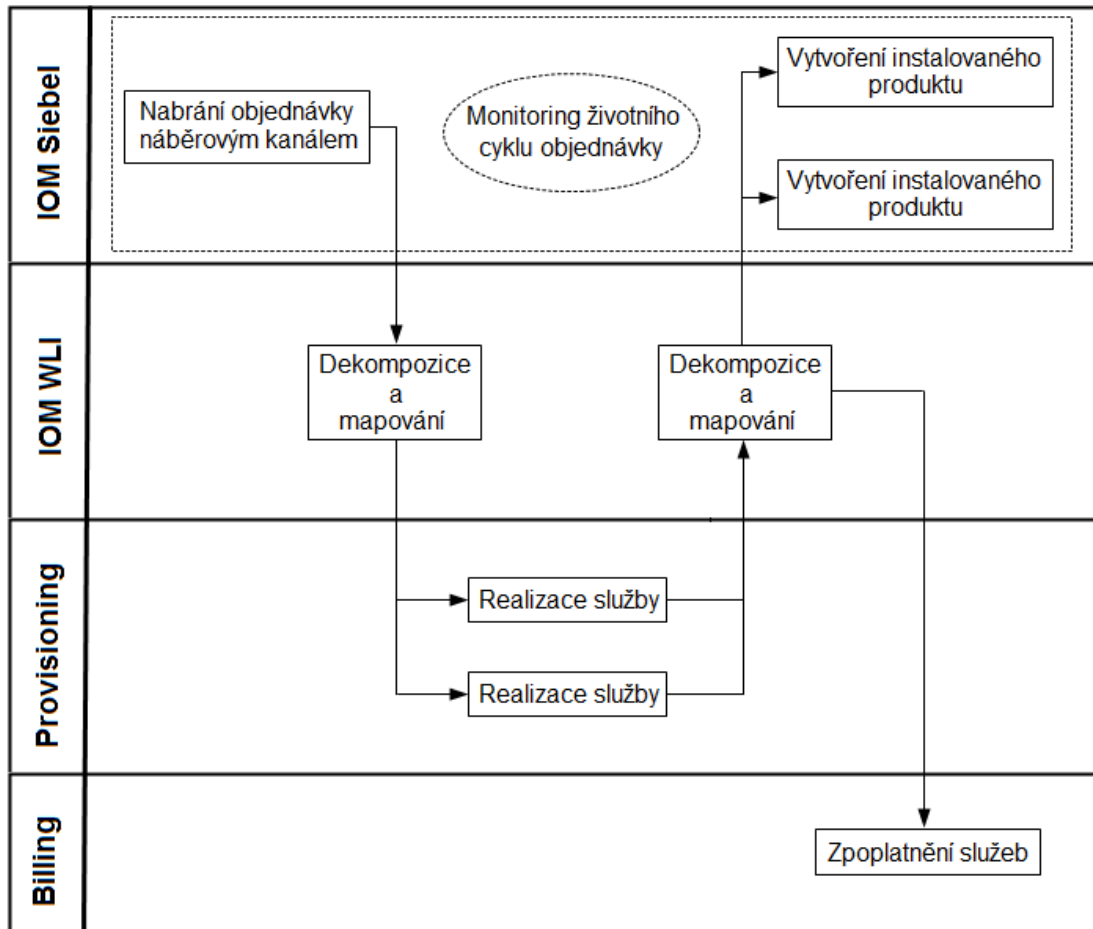 IOM Siebel
Nabrání objednávky
náběrovým kanálem
Monitoring životního
cyklu objednávky
Vytvoření instalovaného
produktu
Vytvoření instalovaného
produktu
IOM WLI
Dekompozice
a
mapování
Dekompozice
a
mapování
Provisioning
Realizace služby
Realizace služby
Billing
Zpoplatnění služeb